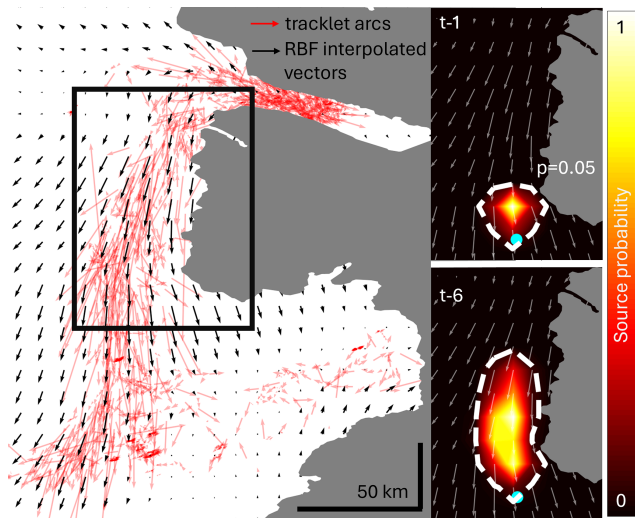 tracklet arcs
RBF interpolated
vectors
50 km
t-1
p=0.05
t-6
1
Source probability
0